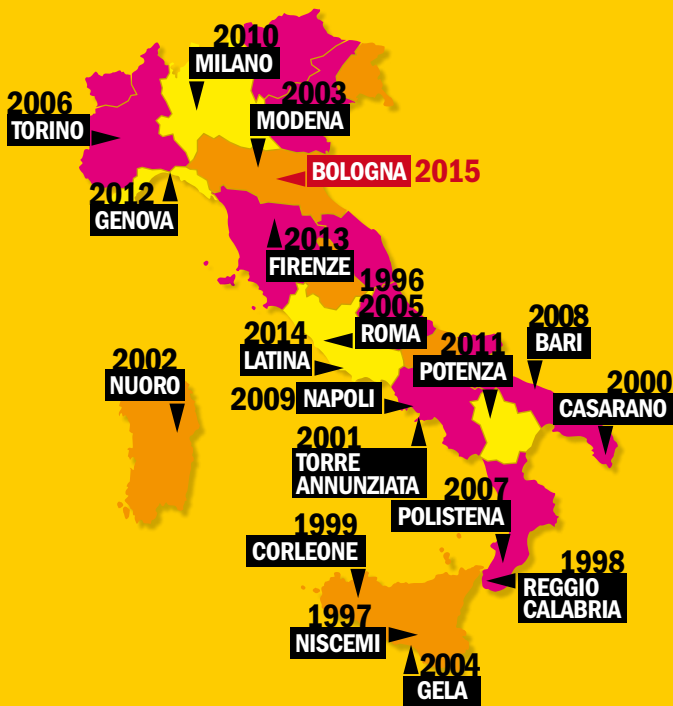 2010
MILANO
2006
TORINO
2003
MODENA
BOLOGNA 2015
2012
GENOVA
2013
FIRENZE
1996
2005
ROMA
2014
LATINA
2008
BARI
2011
POTENZA
2002
NUORO
2009 NAPOLI
2000
CASARANO
2001
TORRE
ANNUNZIATA
2007
POLISTENA
1999
CORLEONE
1998
REGGIO
CALABRIA
1997
NISCEMI
2004
GELA